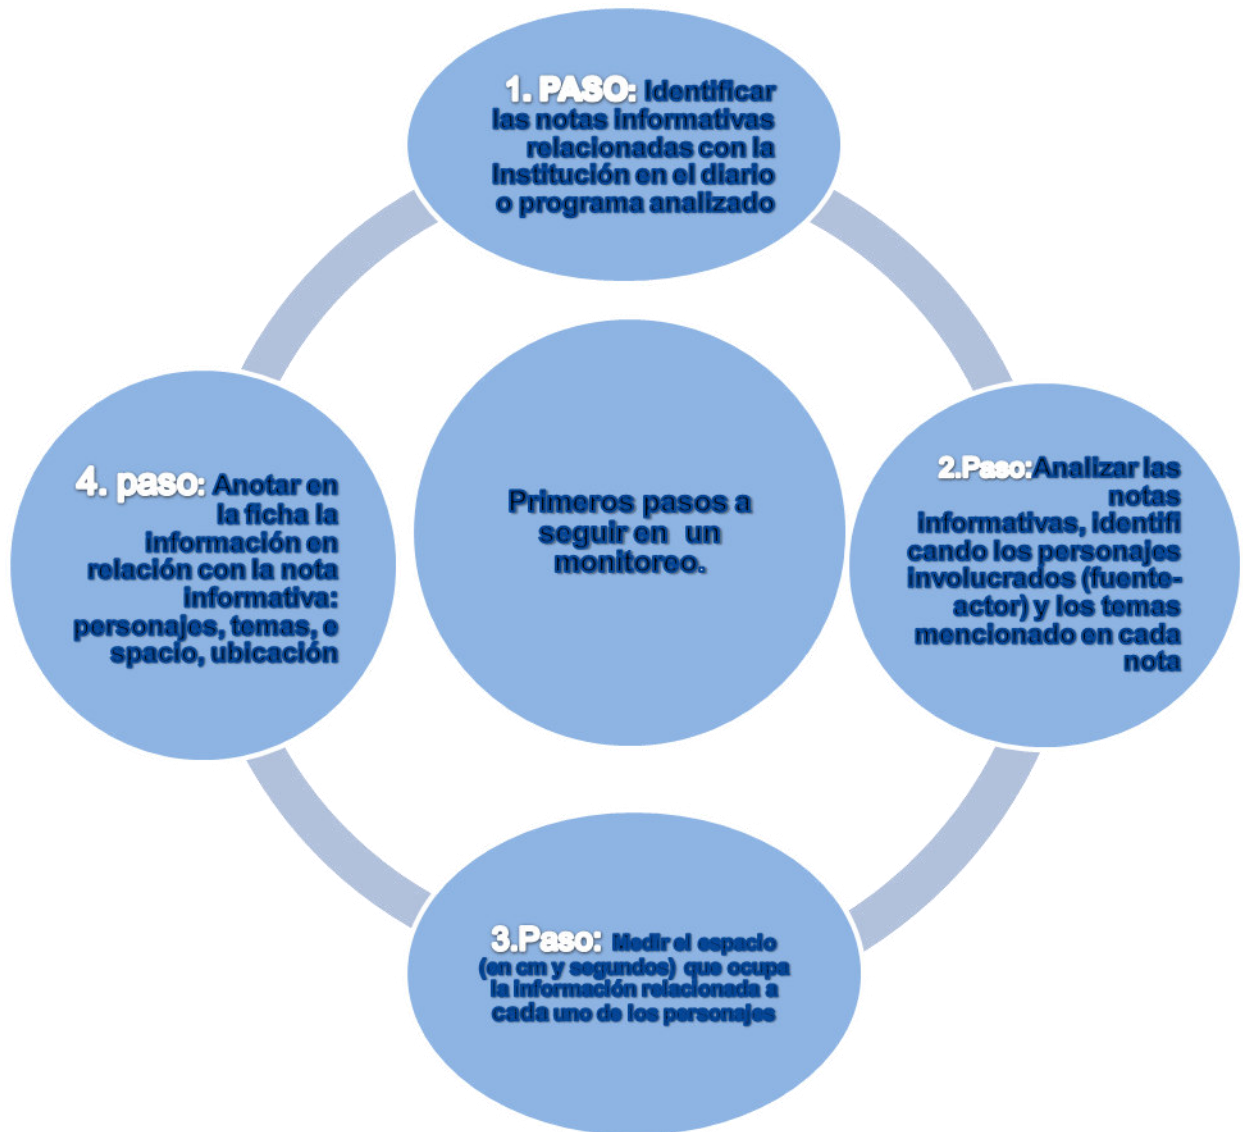 1. PASO: Identificar
las notas informativas
relacionadas con la
Institución en el diario
o programa analizado
Primeros pasos a
seguir en un
monitoreo.
2.Paso:Analizar las
notas
informativas, identifi
cando los personajes
involucrados (fuente-
actor) y los temas
mencionado en cada
nota
3.Paso: Medir el espacio
(en cm y segundos) que ocupa
la información relacionada a
cada uno de los personajes
4. paso: Anotar en
la ficha la
información en
relación con la nota
informativa:
personajes, temas, e
spacio, ubicación